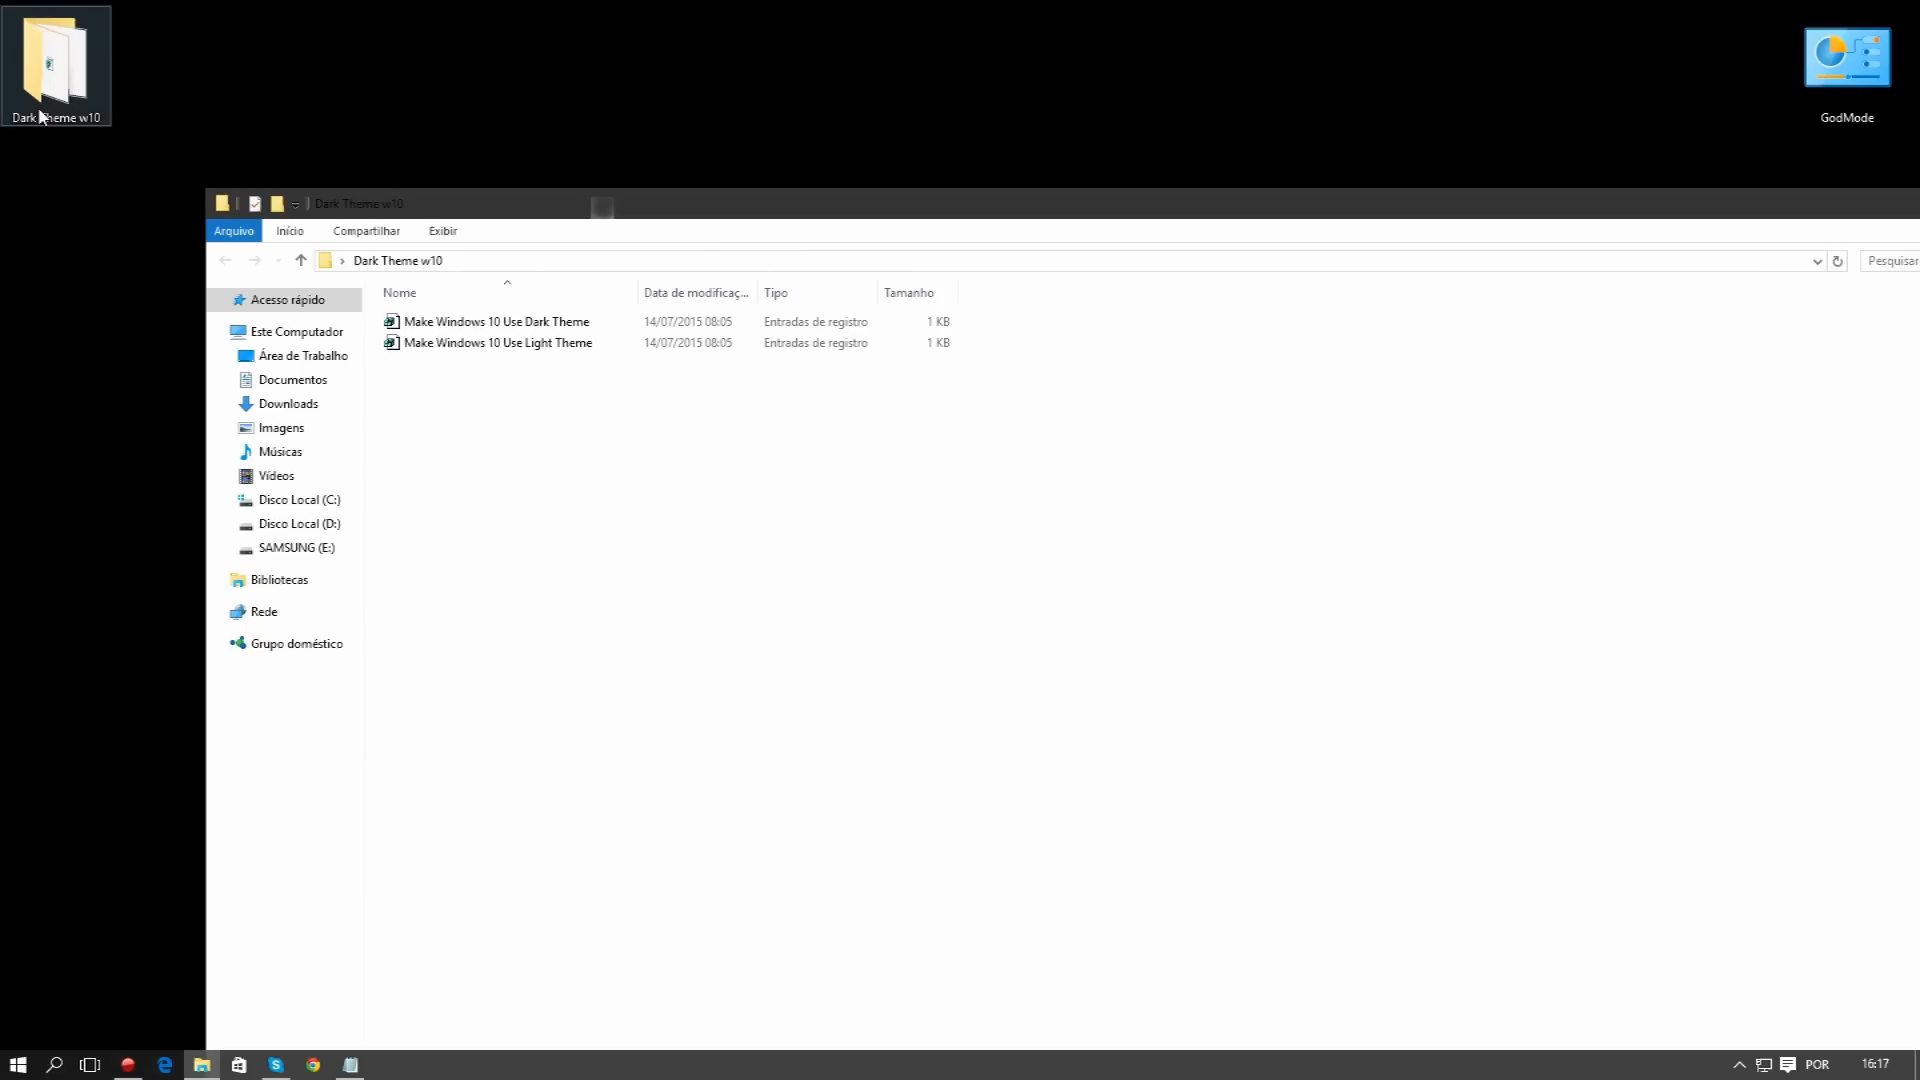 Dark Theme w10
GodMode
Dark Theme w10
Arquivo Início Compartilhar Exibir
Dark Theme w10
Pesquisar
Nome Data de modificaç... Tipo Tamanho
Make Windows 10 Use Dark Theme 14/07/2015 08:05 Entradas de registro 1 KB
Make Windows 10 Use Light Theme 14/07/2015 08:05 Entradas de registro 1 KB
Acesso rápido
Este Computador
Área de Trabalho
Documentos
Downloads
Imagens
Músicas
Vídeos
Disco Local (C:)
Disco Local (D:)
SAMSUNG (E:)
Bibliotecas
Rede
Grupo doméstico
POR 16:17